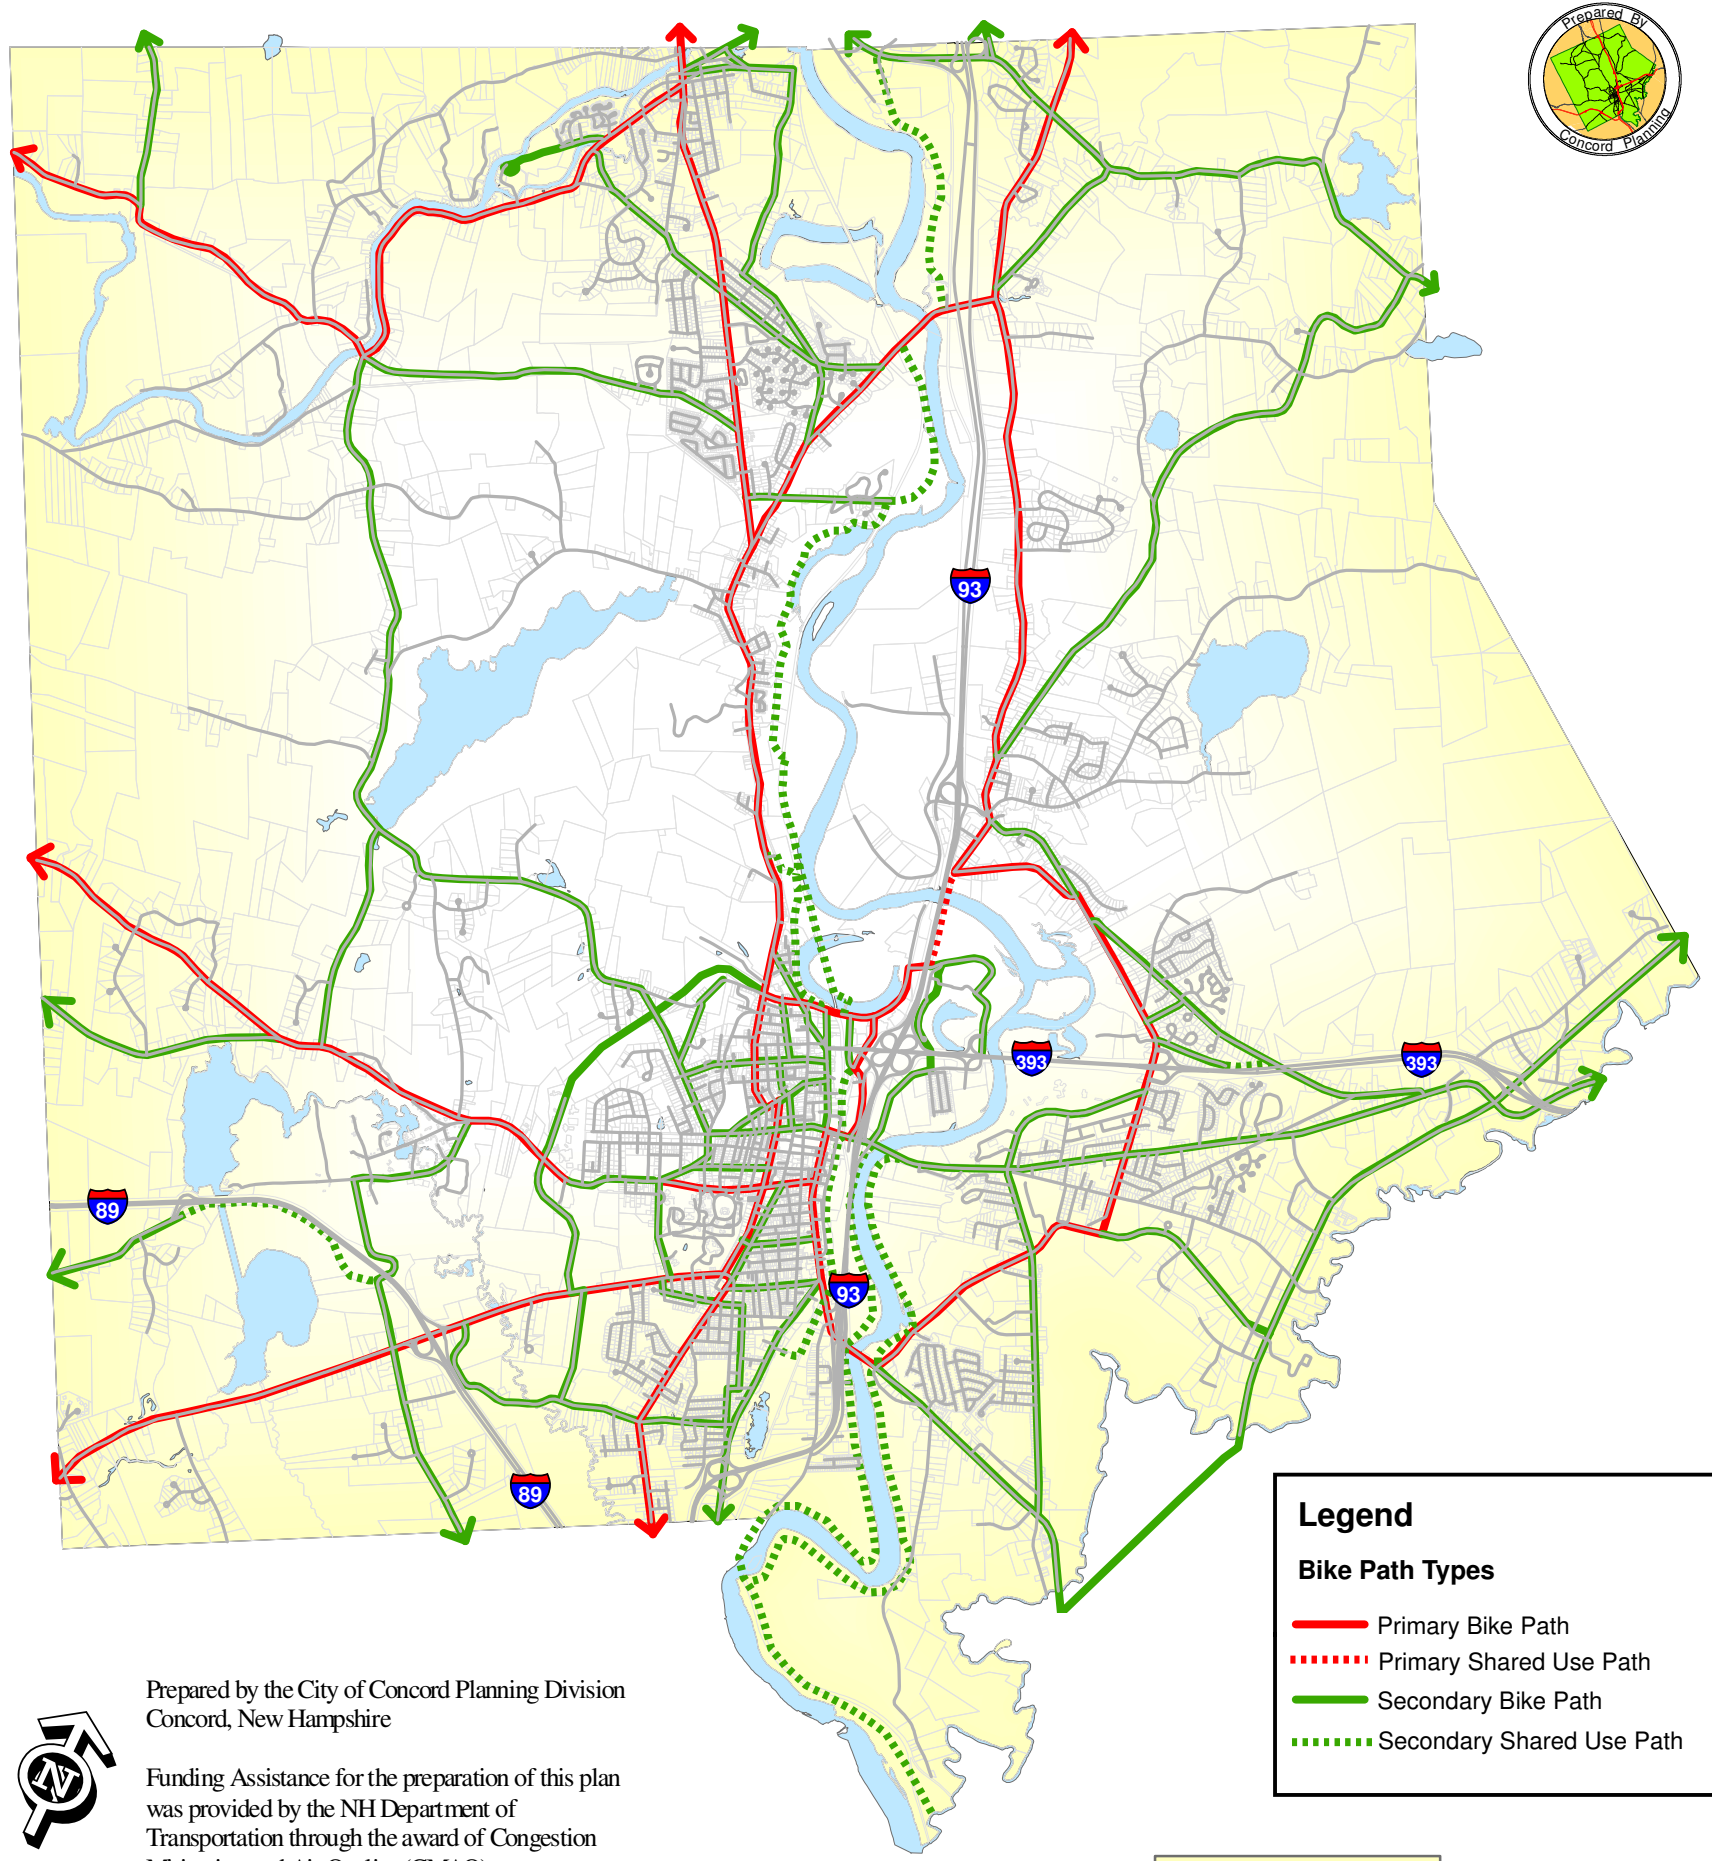 Prepared By
Concord Planning
93
393
393
89
93
89
Legend
Bike Path Types
Primary Bike Path
Primary Shared Use Path
Secondary Bike Path
Secondary Shared Use Path
N
Prepared by the City of Concord Planning Division
Concord, New Hampshire
Funding Assistance for the preparation of this plan
was provided by the NH Department of
Transportation through the award of Congestion